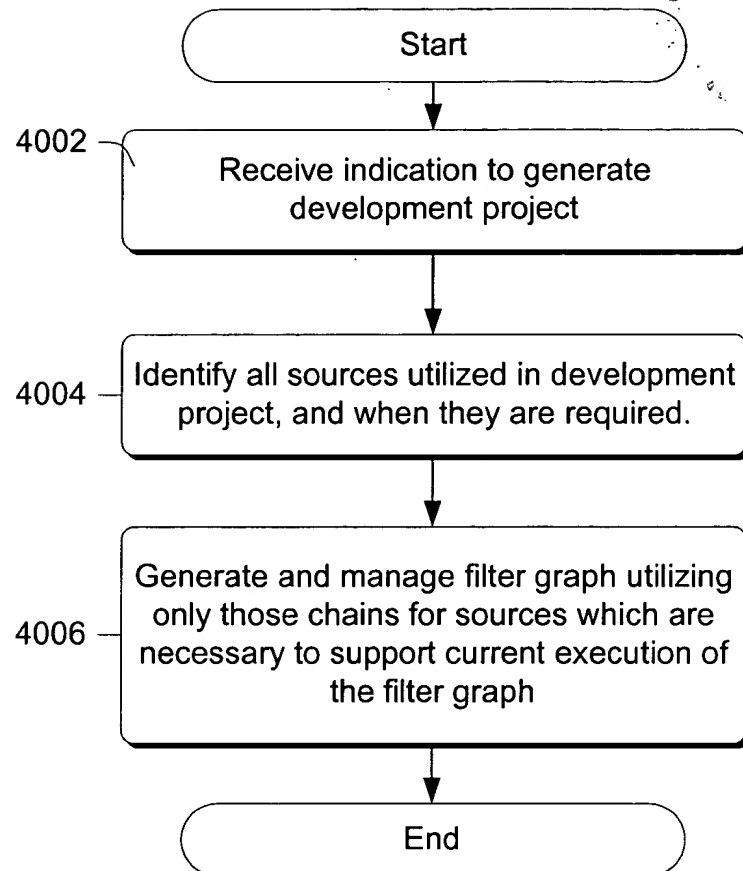 Start
4002
Receive indication to generate
development project
4004
Identify all sources utilized in development
project, and when they are required.
4006
Generate and manage filter graph utilizing
only those chains for sources which are
necessary to support current execution of
the filter graph
End